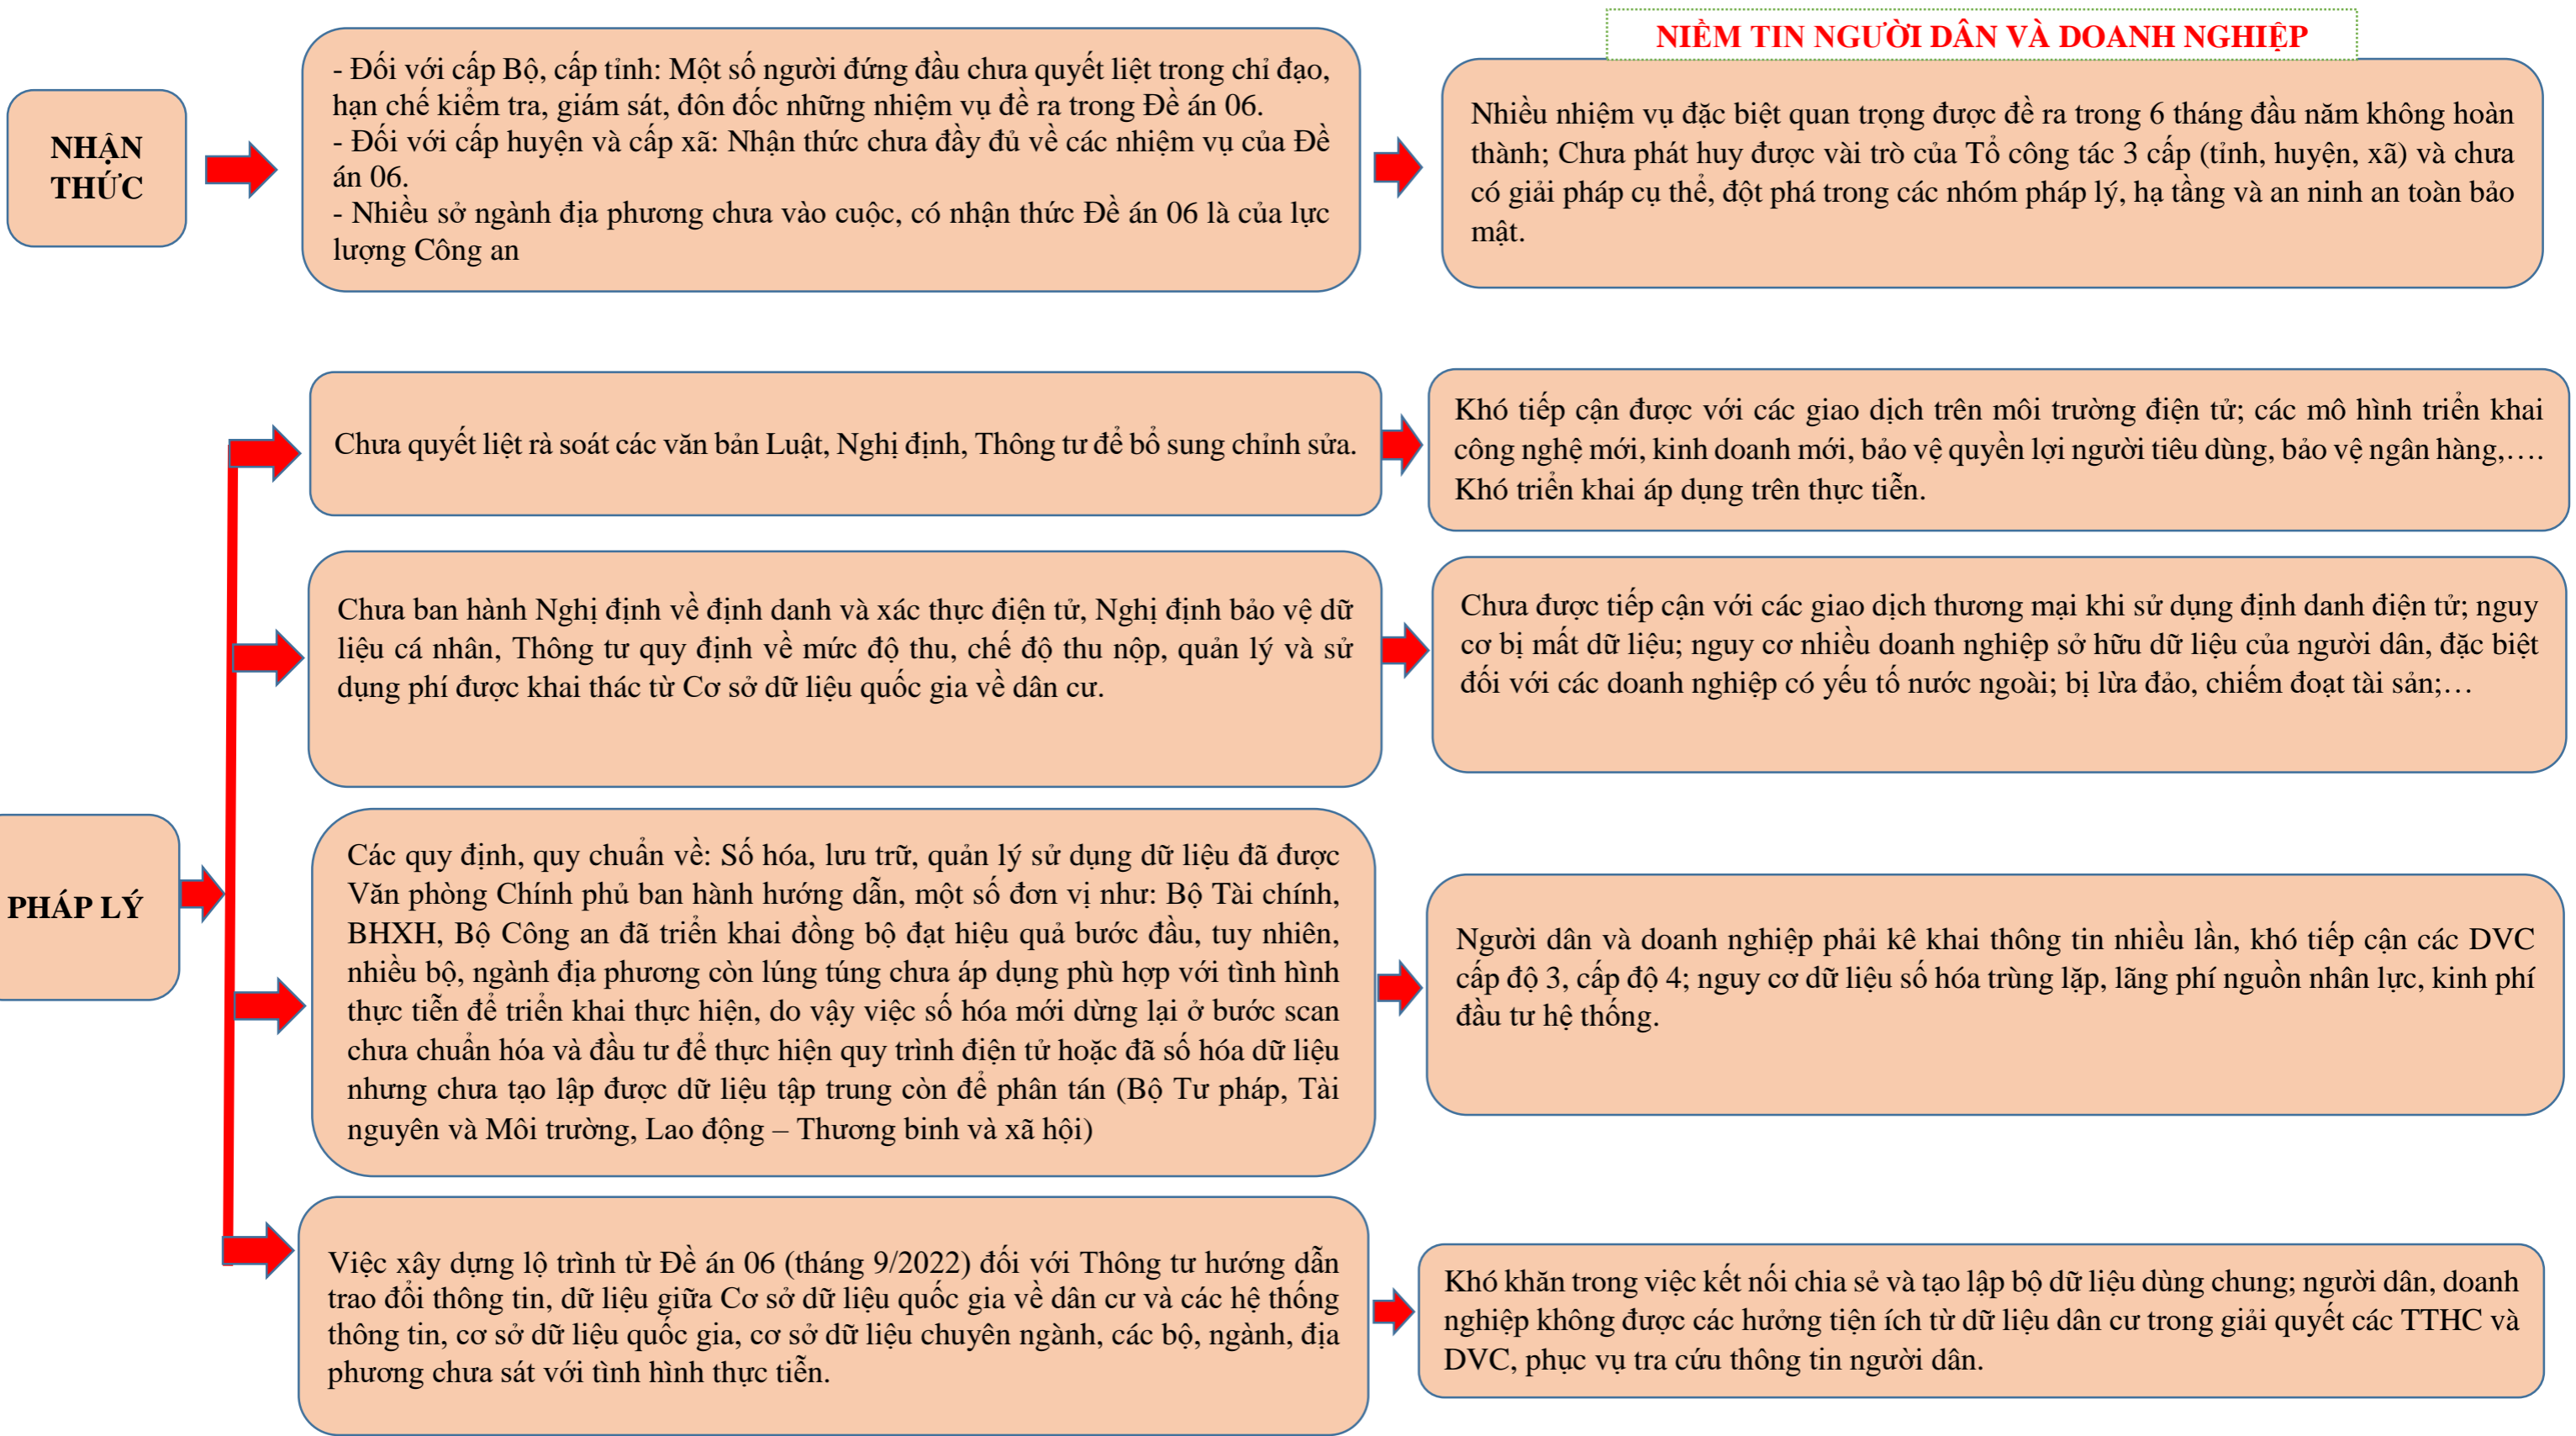 NIỀM TIN NGƯỜI DÂN VÀ DOANH NGHIỆP
NHẬN
THỨC
- Đối với cấp Bộ, cấp tỉnh: Một số người đứng đầu chưa quyết liệt trong chỉ đạo,
hạn chế kiểm tra, giám sát, đôn đốc những nhiệm vụ đề ra trong Đề án 06.
- Đối với cấp huyện và cấp xã: Nhận thức chưa đầy đủ về các nhiệm vụ của Đề
án 06.
- Nhiều sở ngành địa phương chưa vào cuộc, có nhận thức Đề án 06 là của lực
lượng Công an
Nhiều nhiệm vụ đặc biệt quan trọng được đề ra trong 6 tháng đầu năm không hoàn
thành; Chưa phát huy được vài trò của Tổ công tác 3 cấp (tỉnh, huyện, xã) và chưa
có giải pháp cụ thể, đột phá trong các nhóm pháp lý, hạ tầng và an ninh an toàn bảo
mật.
PHÁP LÝ
Chưa quyết liệt rà soát các văn bản Luật, Nghị định, Thông tư để bổ sung chỉnh sửa.
Khó tiếp cận được với các giao dịch trên môi trường điện tử; các mô hình triển khai
công nghệ mới, kinh doanh mới, bảo vệ quyền lợi người tiêu dùng, bảo vệ ngân hàng,….
Khó triển khai áp dụng trên thực tiễn.
Chưa ban hành Nghị định về định danh và xác thực điện tử, Nghị định bảo vệ dữ
liệu cá nhân, Thông tư quy định về mức độ thu, chế độ thu nộp, quản lý và sử
dụng phí được khai thác từ Cơ sở dữ liệu quốc gia về dân cư.
Chưa được tiếp cận với các giao dịch thương mại khi sử dụng định danh điện tử; nguy
cơ bị mất dữ liệu; nguy cơ nhiều doanh nghiệp sở hữu dữ liệu của người dân, đặc biệt
đối với các doanh nghiệp có yếu tố nước ngoài; bị lừa đảo, chiếm đoạt tài sản;…
Các quy định, quy chuẩn về: Số hóa, lưu trữ, quản lý sử dụng dữ liệu đã được
Văn phòng Chính phủ ban hành hướng dẫn, một số đơn vị như: Bộ Tài chính,
BHXH, Bộ Công an đã triển khai đồng bộ đạt hiệu quả bước đầu, tuy nhiên,
nhiều bộ, ngành địa phương còn lúng túng chưa áp dụng phù hợp với tình hình
thực tiễn để triển khai thực hiện, do vậy việc số hóa mới dừng lại ở bước scan
chưa chuẩn hóa và đầu tư để thực hiện quy trình điện tử hoặc đã số hóa dữ liệu
nhưng chưa tạo lập được dữ liệu tập trung còn để phân tán (Bộ Tư pháp, Tài
nguyên và Môi trường, Lao động – Thương binh và xã hội)
Người dân và doanh nghiệp phải kê khai thông tin nhiều lần, khó tiếp cận các DVC
cấp độ 3, cấp độ 4; nguy cơ dữ liệu số hóa trùng lặp, lãng phí nguồn nhân lực, kinh phí
đầu tư hệ thống.
Việc xây dựng lộ trình từ Đề án 06 (tháng 9/2022) đối với Thông tư hướng dẫn
trao đổi thông tin, dữ liệu giữa Cơ sở dữ liệu quốc gia về dân cư và các hệ thống
thông tin, cơ sở dữ liệu quốc gia, cơ sở dữ liệu chuyên ngành, các bộ, ngành, địa
phương chưa sát với tình hình thực tiễn.
Khó khăn trong việc kết nối chia sẻ và tạo lập bộ dữ liệu dùng chung; người dân, doanh
nghiệp không được các hưởng tiện ích từ dữ liệu dân cư trong giải quyết các TTHC và
DVC, phục vụ tra cứu thông tin người dân.